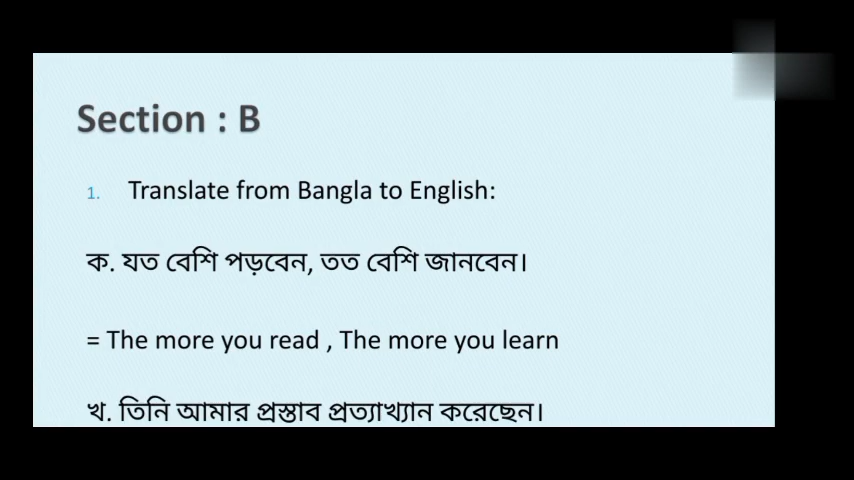 Section : B
1. Translate from Bangla to English:
ক. যত বেশি পড়বেন, তত বেশি জানবেন।
= The more you read , The more you learn
খ. তিনি আমার প্রস্তাব প্রত্যাখ্যান করেছেন।